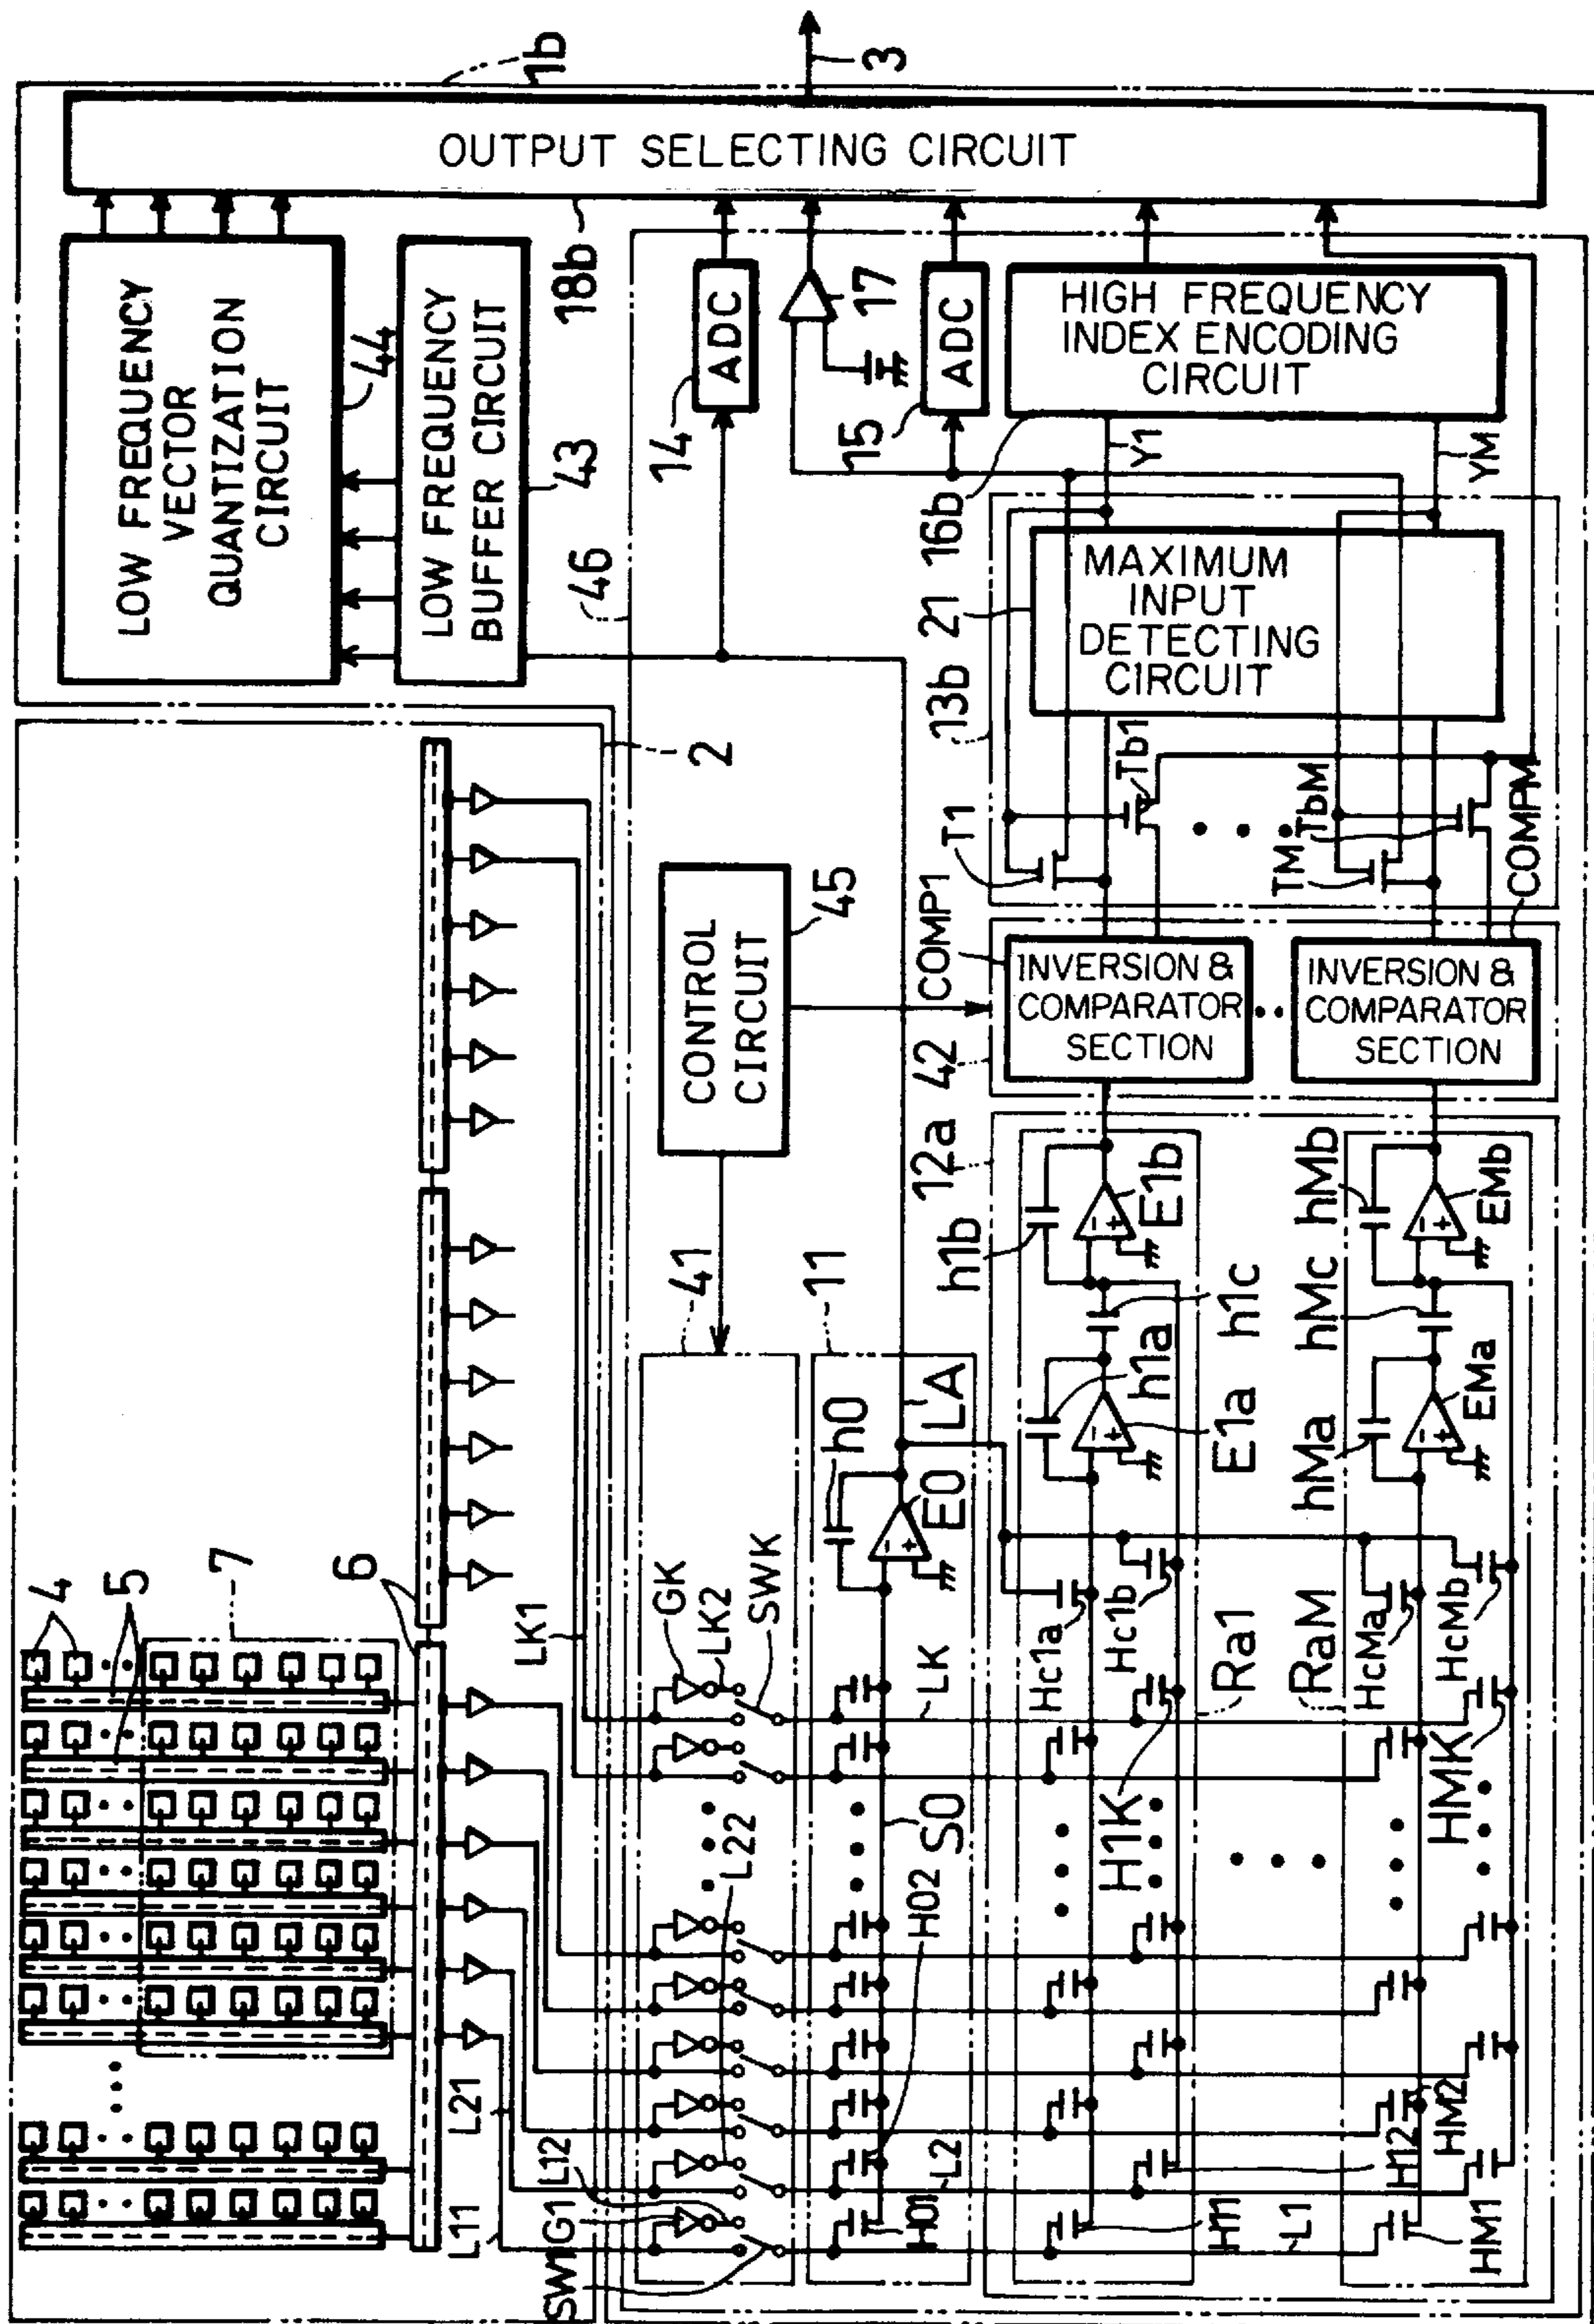 1b
3
OUTPUT SELECTING CIRCUIT
18b
LOW FREQUENCY
VECTOR
QUANTIZATION
CIRCUIT
44
LOW FREQUENCY
BUFFER CIRCUIT
43
46
14
ADC
17
15
ADC
HIGH FREQUENCY
INDEX ENCODING
CIRCUIT
16b
Y1
YM
21
MAXIMUM
INPUT
DETECTING
CIRCUIT
13b
2
T1
Tb1
TM
TbM
COMP1
COMPM
CONTROL
CIRCUIT
45
42
INVERSION &
COMPARATOR
SECTION
INVERSION &
COMPARATOR
SECTION
12a
41
11
h0
E0
LA
h1b
E1b
h1c
h1a
E1a
hMb
EMb
hMc
hMa
EMa
4
5
7
6
LK1
GK
LK2
SWK
LK
S0
Hc1a
Hc1b
HcMa
HcMb
Ra1
RaM
H1K
HMK
L22
H02
L21
L11
L12
G1
SW1
H01
L2
L1
H11
H12
HM1
HM2